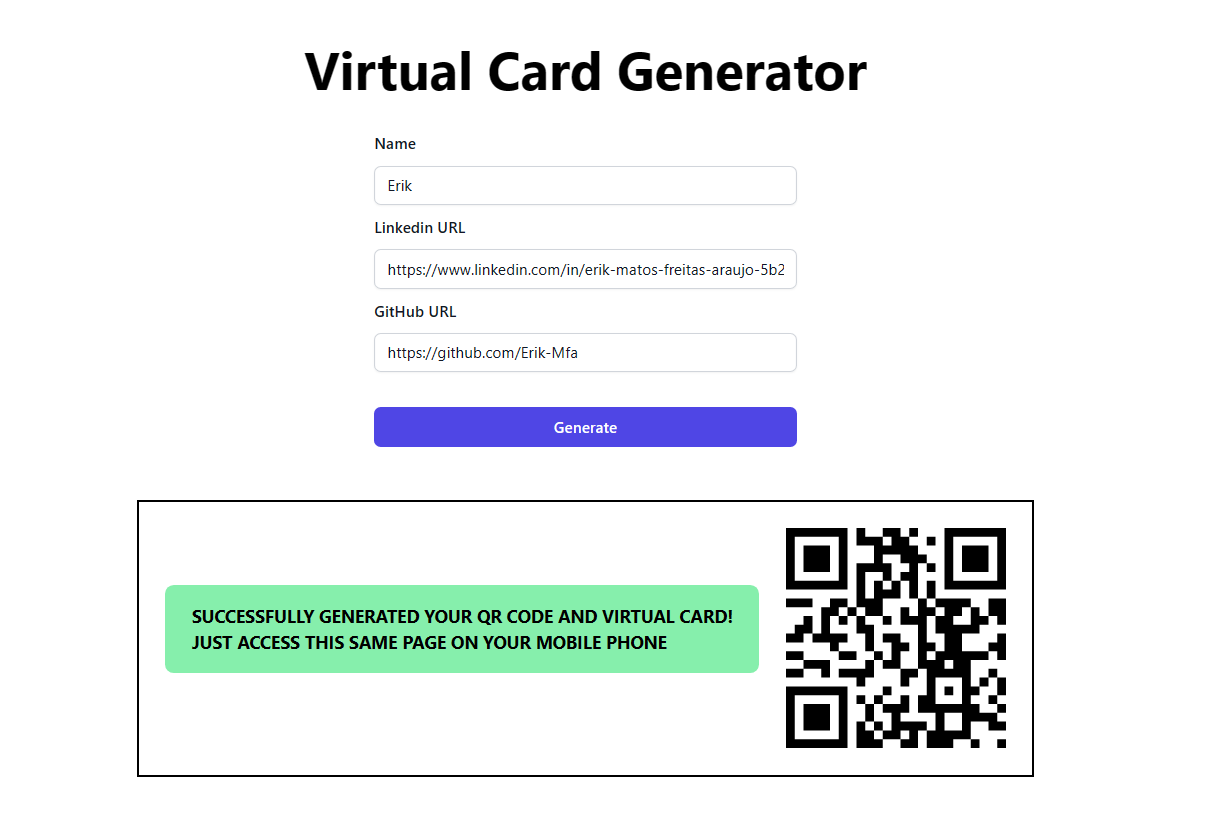 Virtual Card Generator
Name
Erik
Linkedin URL
https://www.linkedin.com/in/erik-matos-freitas-araujo-5b2
GitHub URL
https://github.com/Erik-Mfa
Generate
SUCCESSFULLY GENERATED YOUR QR CODE AND VIRTUAL CARD!
JUST ACCESS THIS SAME PAGE ON YOUR MOBILE PHONE